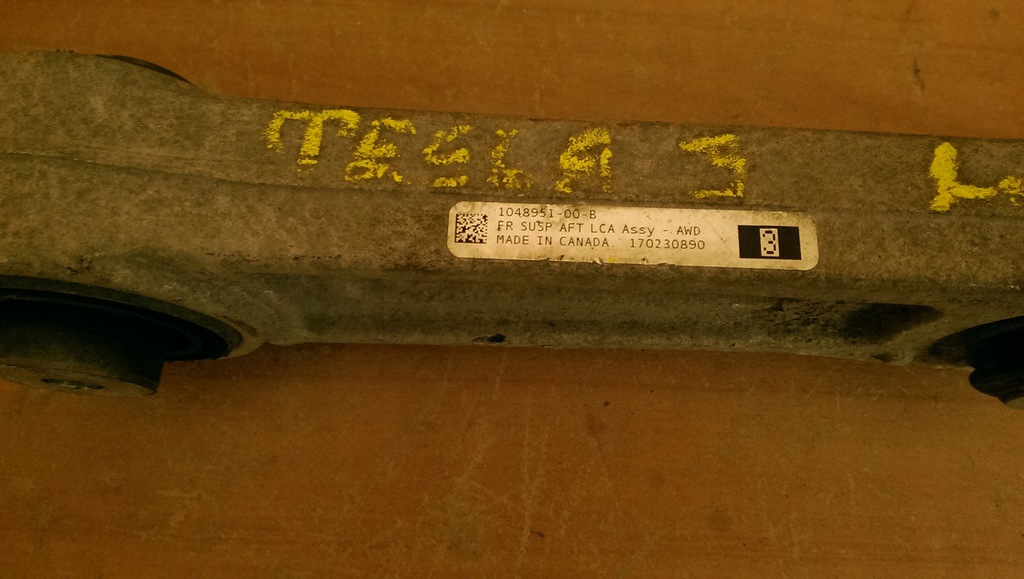 TESLA S L
1048951-00-B
FR SUSP AFT LCA Assy - AWD
MADE IN CANADA 170230890
3